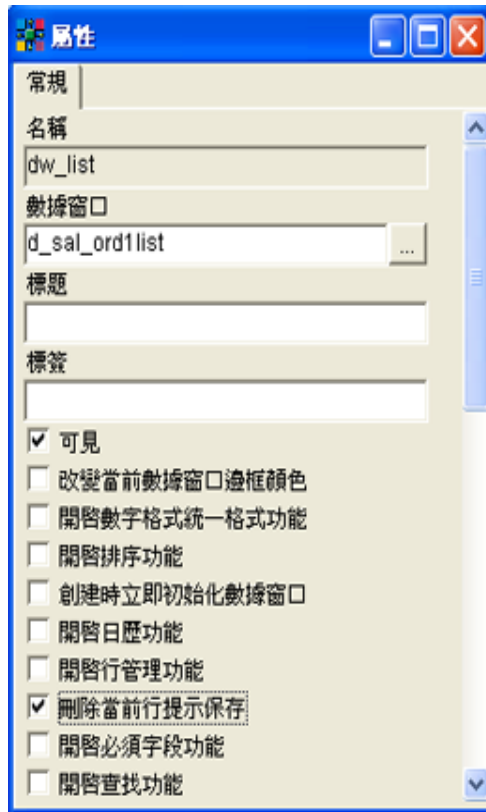 屬性
常規
名稱
dw_list
數據窗口
d_sal_ord1list
...
標題
標簽
可見
改變當前數據窗口邊框顔色
開啓數字格式統一格式功能
開啓排序功能
創建時立即初始化數據窗口
開啓日歷功能
開啓行管理功能
刪除當前行提示保存
開啓必須字段功能
開啓查找功能